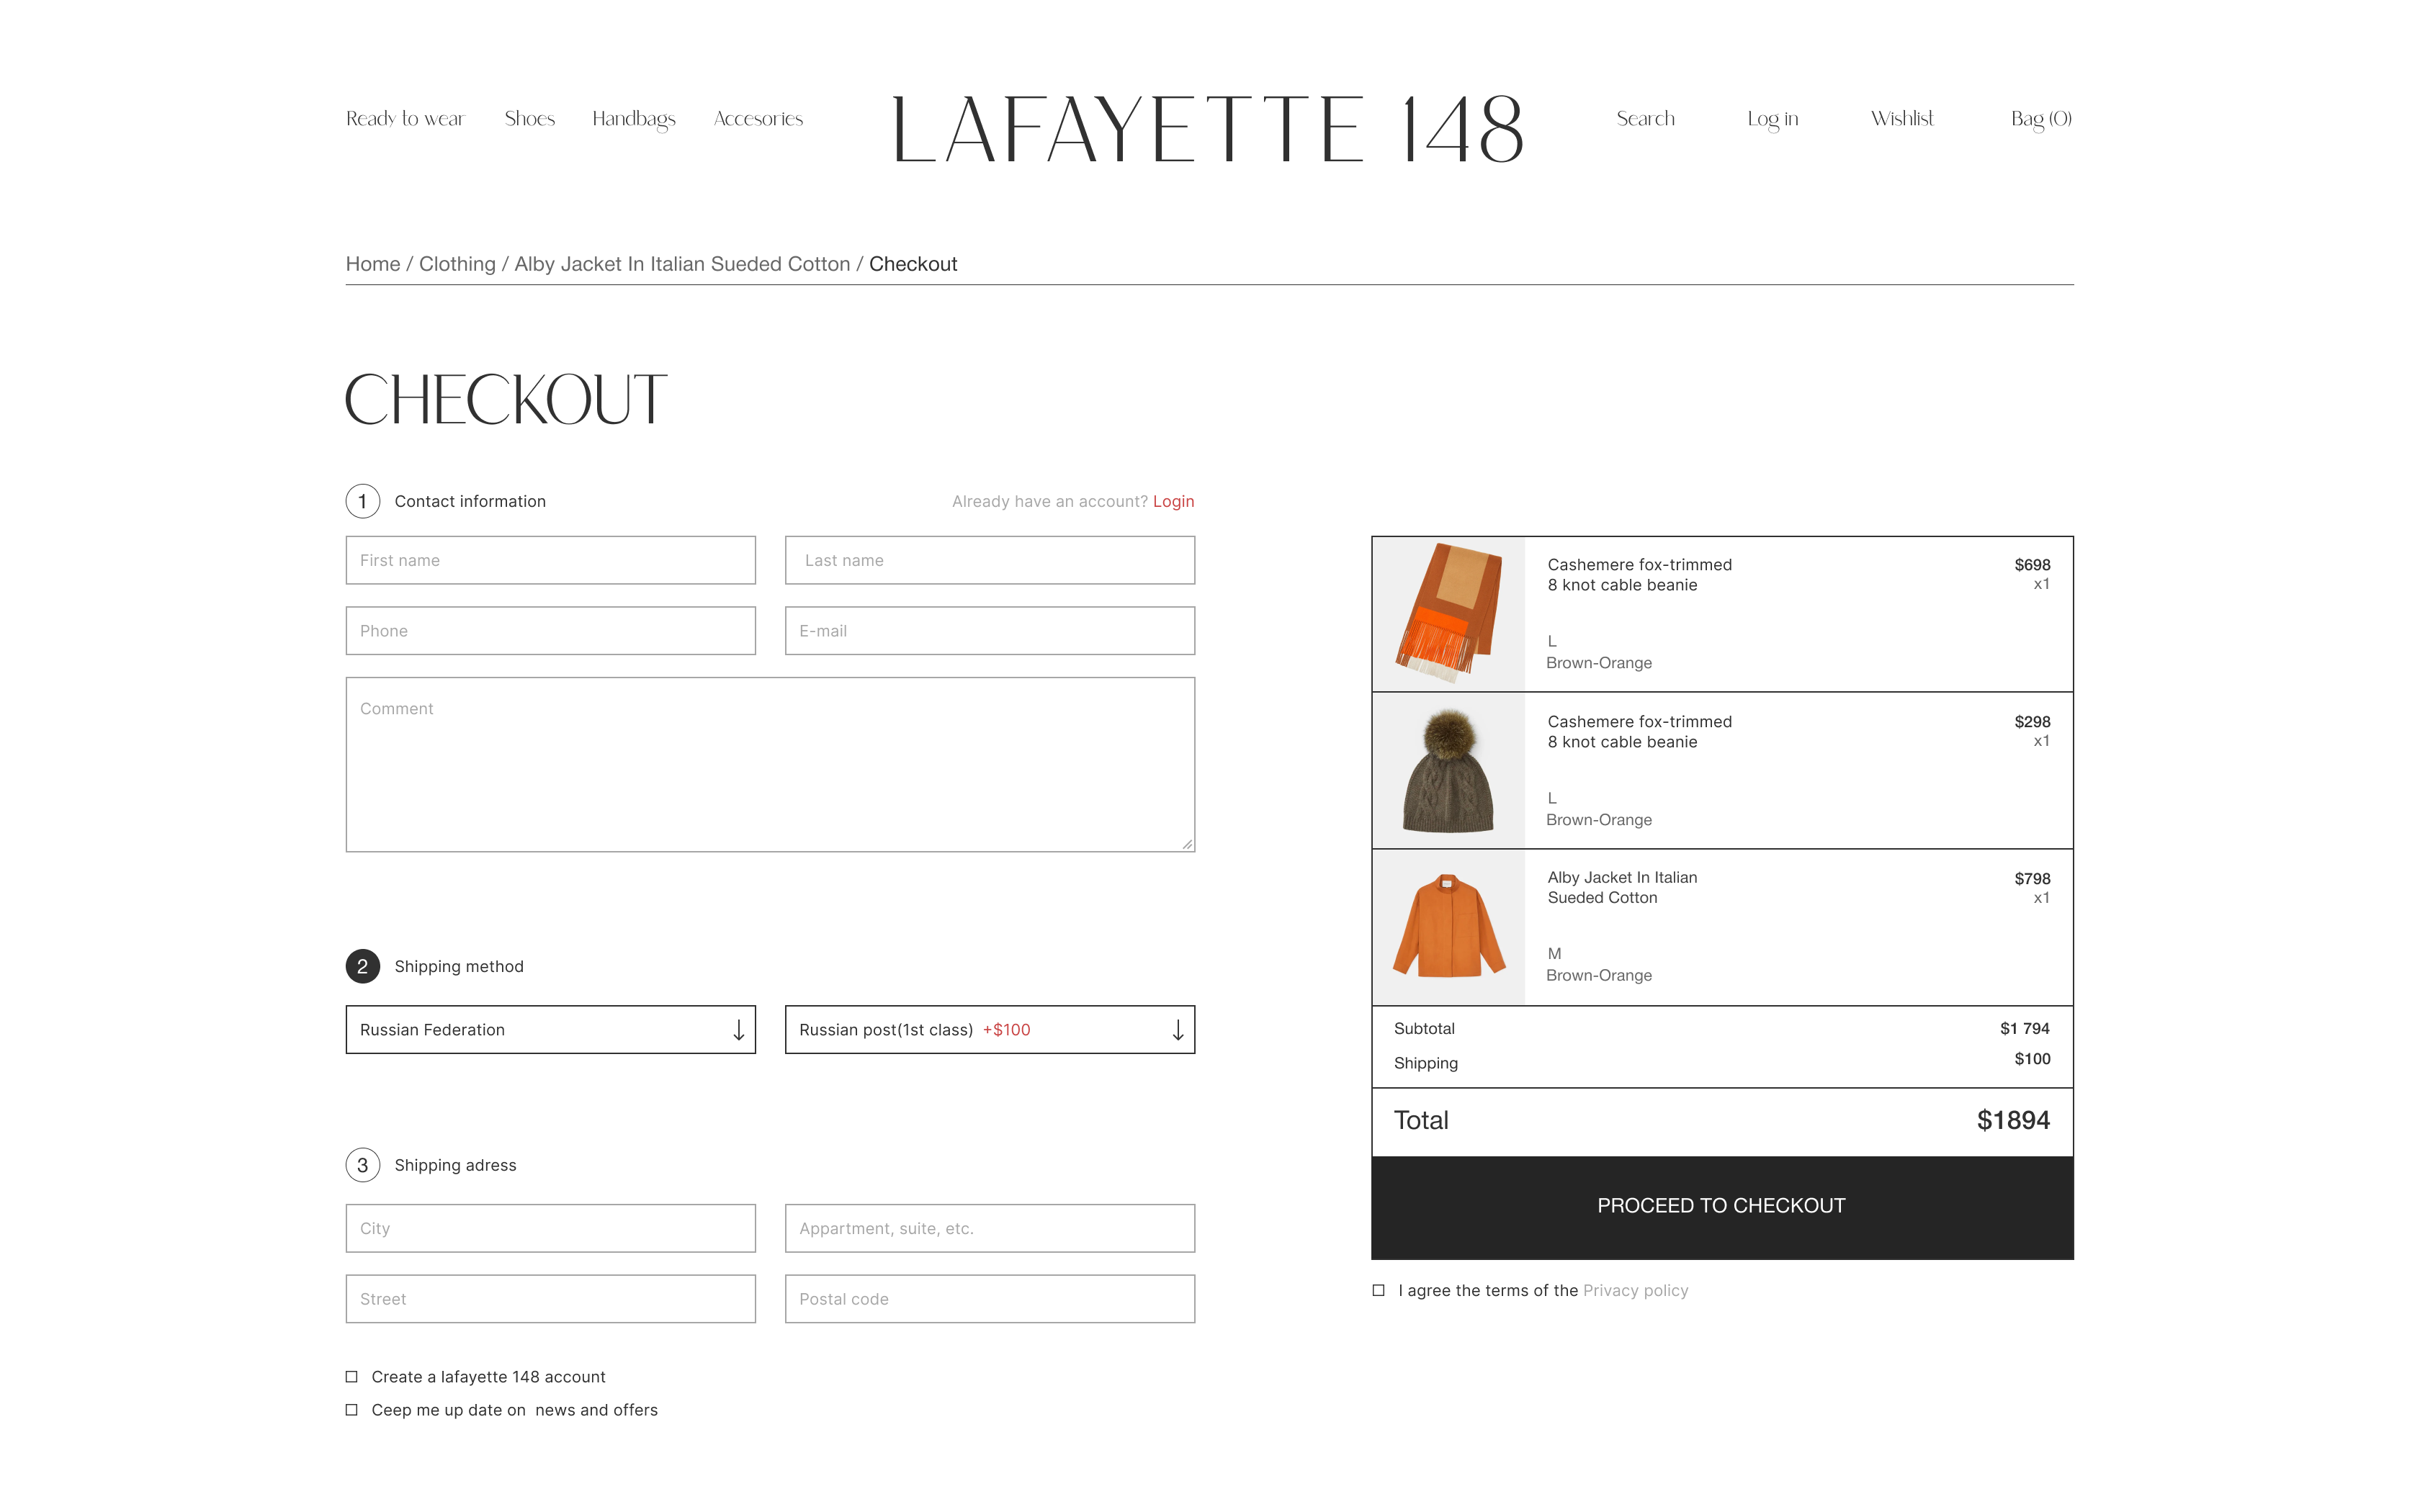 Ready to wear
Shoes
Handbags
Accesories
LAFAYETTE 148
Search
Log in
Wishlist
Bag (0)
Home / Clothing / Alby Jacket In Italian Sueded Cotton / Checkout
CHECKOUT
1 Contact information
Already have an account? Login
First name
Last name
Phone
E-mail
Comment
2 Shipping method
Russian Federation
Russian post(1st class) +$100
3 Shipping adress
City
Appartment, suite, etc.
Street
Postal code
Create a lafayette 148 account
Ceep me up date on news and offers
Cashemere fox-trimmed
8 knot cable beanie
$698
x1
L
Brown-Orange
Cashemere fox-trimmed
8 knot cable beanie
$298
x1
L
Brown-Orange
Alby Jacket In Italian
Sueded Cotton
$798
x1
M
Brown-Orange
Subtotal $1 794
Shipping $100
Total $1894
PROCEED TO CHECKOUT
I agree the terms of the Privacy policy